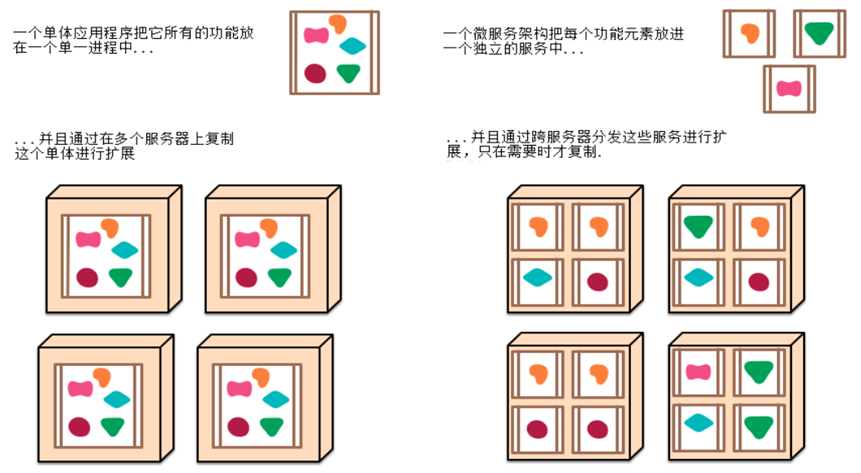 一个单体应用程序把它所有的功能放
在一个单一进程中...
...并且通过在多个服务器上复制
这个单体进行扩展
一个微服务架构把每个功能元素放进
一个独立的服务中...
...并且通过跨服务器分发这些服务进行扩
展，只在需要时才复制.